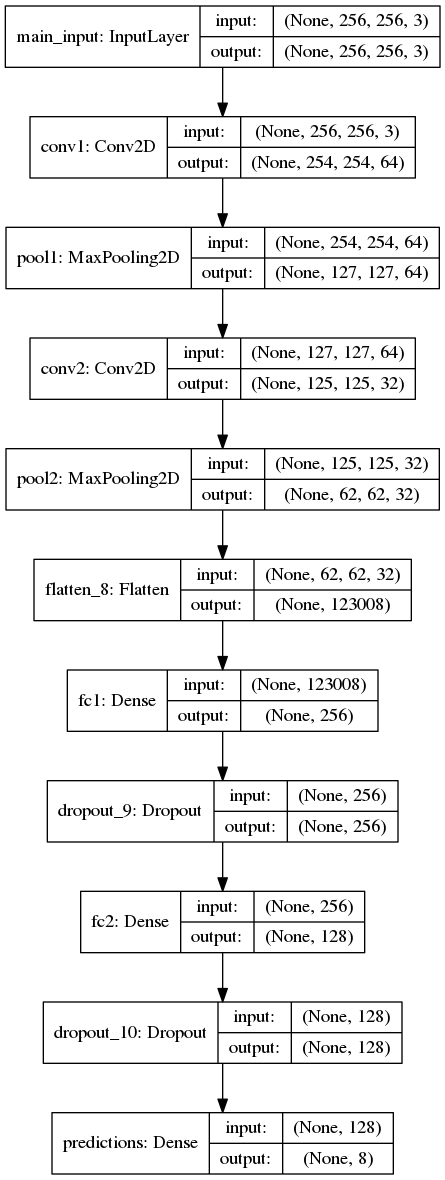 main_input: InputLayer
input: (None, 256, 256, 3)
output: (None, 256, 256, 3)
conv1: Conv2D
input: (None, 256, 256, 3)
output: (None, 254, 254, 64)
pool1: MaxPooling2D
input: (None, 254, 254, 64)
output: (None, 127, 127, 64)
conv2: Conv2D
input: (None, 127, 127, 64)
output: (None, 125, 125, 32)
pool2: MaxPooling2D
input: (None, 125, 125, 32)
output: (None, 62, 62, 32)
flatten_8: Flatten
input: (None, 62, 62, 32)
output: (None, 123008)
fc1: Dense
input: (None, 123008)
output: (None, 256)
dropout_9: Dropout
input: (None, 256)
output: (None, 256)
fc2: Dense
input: (None, 256)
output: (None, 128)
dropout_10: Dropout
input: (None, 128)
output: (None, 128)
predictions: Dense
input: (None, 128)
output: (None, 8)